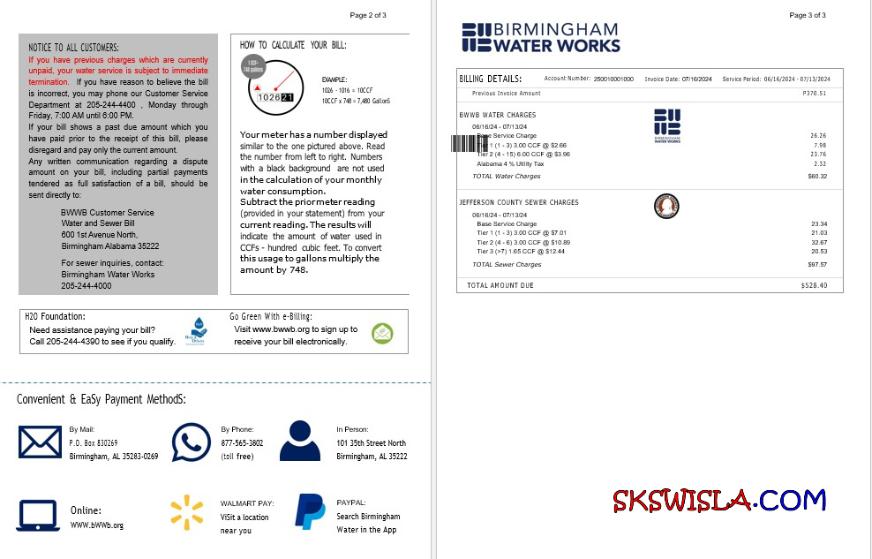 Page 2 of 3
NOTICE TO ALL CUSTOMERS:
If you have previous charges which are currently
unpaid, your water service is subject to immediate
termination. If you have reason to believe the bill
is incorrect, you may phone our Customer Service
Department at 205-244-4400 , Monday through
Friday, 7:00 AM until 6:00 PM.
If your bill shows a past due amount which you
have paid prior to the receipt of this bill, please
disregard and pay only the current amount.
Any written communication regarding a dispute
amount on your bill, including partial payments
tendered as full satisfaction of a bill, should be
sent directly to:
BWWB Customer Service
Water and Sewer Bill
600 1st Avenue North,
Birmingham Alabama 35222
For sewer inquiries, contact:
Birmingham Water Works
205-244-4000
HOW TO CALCULATE YOUR BILL:
102621
EXAMPLE:
1026 - 1016 = 10CCF
10CCF x 748 = 7,480 GallonS
Your meter has a number displayed
similar to the one pictured above. Read
the number from left to right. Numbers
with a black background are not used
in the calculation of your monthly
water consumption.
Subtract the prior meter reading
(provided in your statement) from your
current reading. The results will
indicate the amount of water used in
CCFs - hundred cubic feet. To convert
this usage to gallons multiply the
amount by 748.
H2O Foundation:
Need assistance paying your bill?
Call 205-244-4390 to see if you qualify.
Go Green With e-Billing:
Visit www.bwwb.org to sign up to
receive your bill electronically.
Convenient & EaSy Payment MethodS:
By Mail:
P.O. Box 830269
Birmingham, AL 35283-0269
By Phone:
877-565-3802
(toll free)
In Person:
101 35th Street North
Birmingham, AL 35222
Online:
www.bWWb.org
WALMART PAY:
ViSit a location
near you
PAYPAL:
Search Birmingham
Water in the App
Page 3 of 3
BIRMINGHAM
WATER WORKS
BILLING DETAILS: Account Number: 250010001000 Invoice Date: 07/16/2024 Service Period: 06/16/2024 - 07/13/2024
Previous Invoice Amount P370.51
BWWB WATER CHARGES
BIRMINGHAM
WATER WORKS
06/16/24 - 07/13/24
Base Service Charge 26.26
Tier 1 (1 - 3) 3.00 CCF @ $2.66 7.98
Tier 2 (4 - 15) 6.00 CCF @ $3.96 23.76
Alabama 4 % Utility Tax 2.32
TOTAL Water Charges $60.32
JEFFERSON COUNTY SEWER CHARGES
06/16/24 - 07/13/24
Base Service Charge 23.34
Tier 1 (1 - 3) 3.00 CCF @ $7.01 21.03
Tier 2 (4 - 6) 3.00 CCF @ $10.89 32.67
Tier 3 (>7) 1.65 CCF @ $12.44 20.53
TOTAL Sewer Charges $97.57
TOTAL AMOUNT DUE $528.40
SKSWISLA.COM